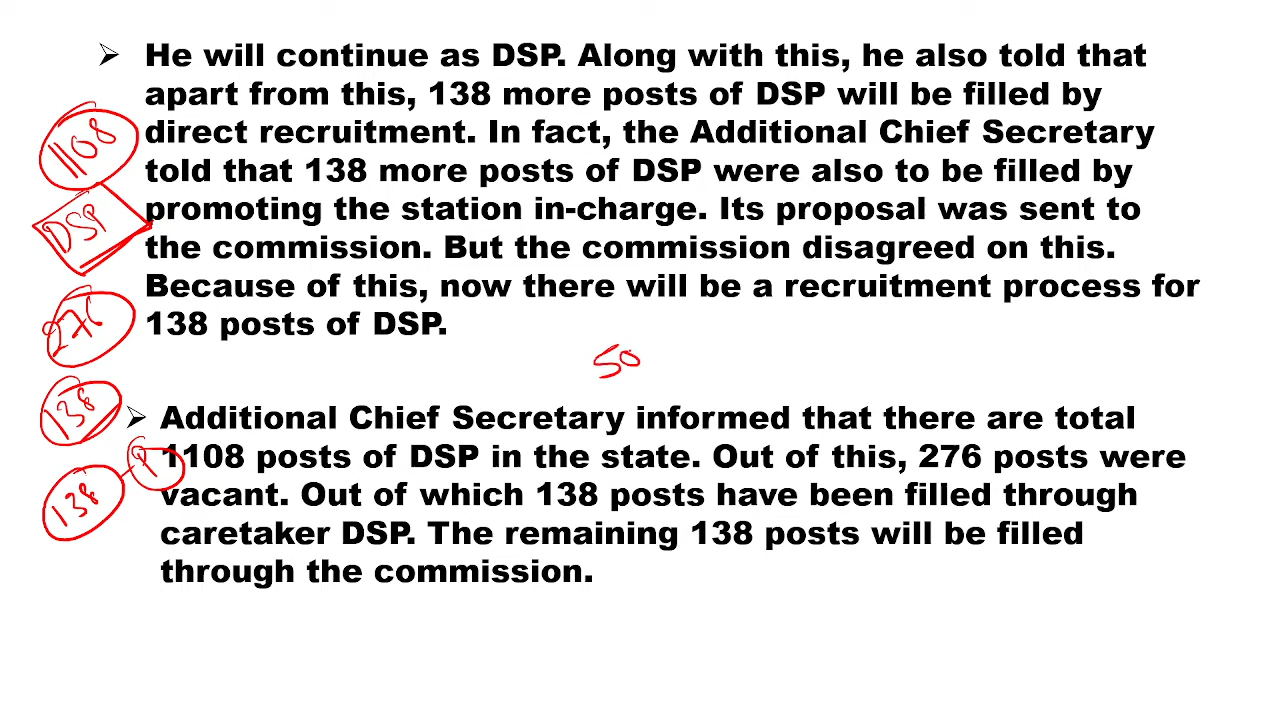 ➢ He will continue as DSP. Along with this, he also told that
apart from this, 138 more posts of DSP will be filled by
direct recruitment. In fact, the Additional Chief Secretary
told that 138 more posts of DSP were also to be filled by
promoting the station in-charge. Its proposal was sent to
the commission. But the commission disagreed on this.
Because of this, now there will be a recruitment process for
138 posts of DSP.
➢ Additional Chief Secretary informed that there are total
1108 posts of DSP in the state. Out of this, 276 posts were
vacant. Out of which 138 posts have been filled through
caretaker DSP. The remaining 138 posts will be filled
through the commission.
1108
DSP
276
138
138
50